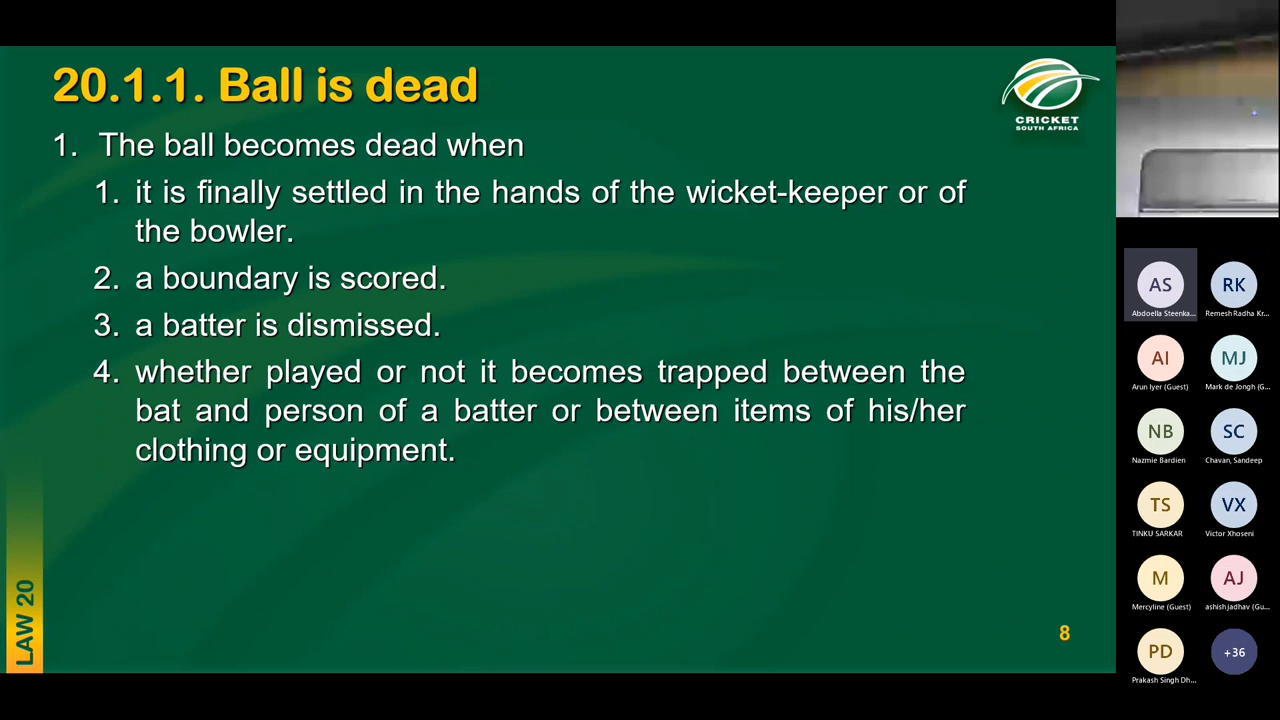 20.1.1. Ball is dead
CRICKET
SOUTH AFRICA
1. The ball becomes dead when
1. it is finally settled in the hands of the wicket-keeper or of
the bowler.
2. a boundary is scored.
3. a batter is dismissed.
4. whether played or not it becomes trapped between the
bat and person of a batter or between items of his/her
clothing or equipment.
LAW 20
8
AS
RK
Abdoella Steenka...
Remesh Radha Kr...
AI
MJ
Arun Iyer (Guest)
Mark de Jongh (G...
NB
SC
Nazmie Bardien
Chavan, Sandeep
TS
VX
TINKU SARKAR
Victor Xhoseni
M
AJ
Mercyline (Guest)
ashish jadhav (Gu...
PD
+36
Prakash Singh Dh...